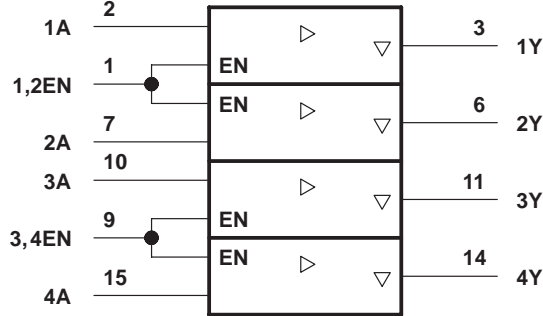 1A 2 3 1Y
1,2EN 1 EN
EN
2A 7 6 2Y
3A 10 11 3Y
3,4EN 9 EN
EN
4A 15 14 4Y